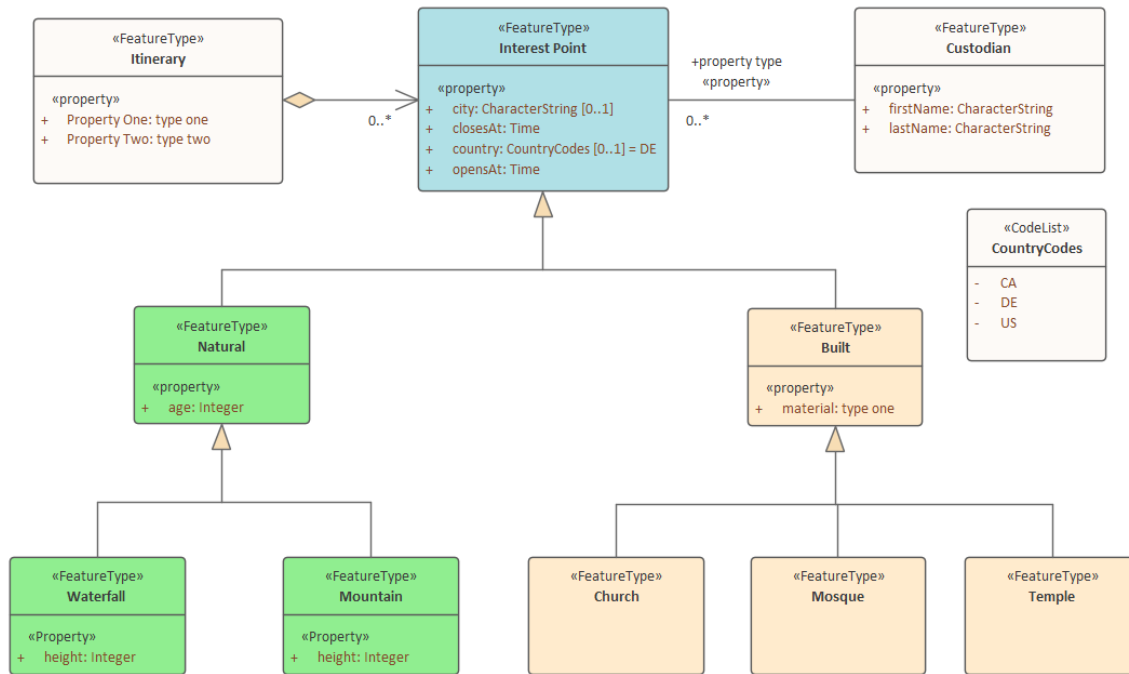 «FeatureType»
Itinerary
«property»
+ Property One: type one
+ Property Two: type two
0..*
«FeatureType»
Interest Point
«property»
+ city: CharacterString [0..1]
+ closesAt: Time
+ country: CountryCodes [0..1] = DE
+ opensAt: Time
+property type
«property»
0..*
«FeatureType»
Custodian
«property»
+ firstName: CharacterString
+ lastName: CharacterString
«CodeList»
CountryCodes
- CA
- DE
- US
«FeatureType»
Natural
«property»
+ age: Integer
«FeatureType»
Built
«property»
+ material: type one
«FeatureType»
Waterfall
«Property»
+ height: Integer
«FeatureType»
Mountain
«Property»
+ height: Integer
«FeatureType»
Church
«FeatureType»
Mosque
«FeatureType»
Temple